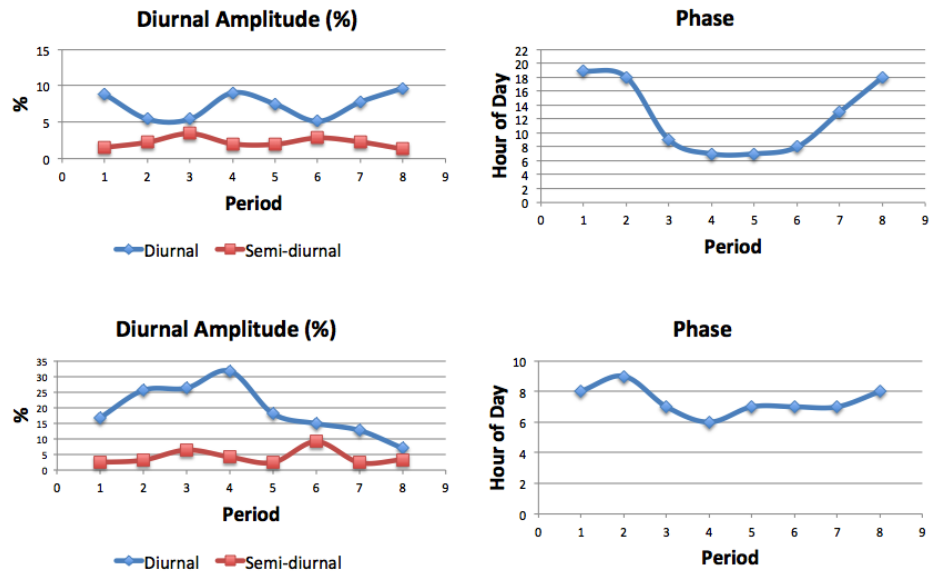 Diurnal Amplitude (%)
15
10
5
0
%
0 1 2 3 4 5 6 7 8 9
Period
Diurnal Semi-diurnal
Phase
22
20
18
16
14
12
10
8
6
4
2
0
Hour of Day
0 1 2 3 4 5 6 7 8 9
Period
Diurnal Amplitude (%)
35
30
25
20
15
10
5
0
%
0 1 2 3 4 5 6 7 8 9
Period
Diurnal Semi-diurnal
Phase
10
8
6
4
2
0
Hour of Day
0 1 2 3 4 5 6 7 8 9
Period